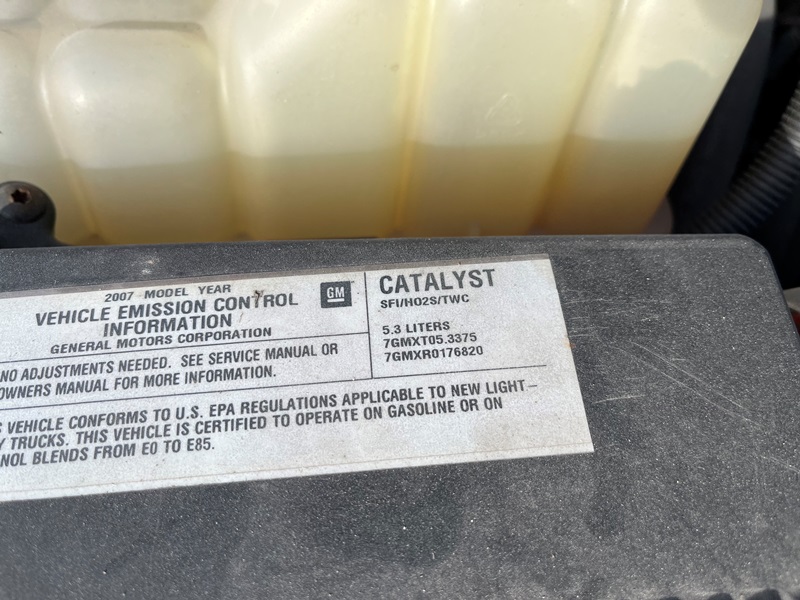 2007 MODEL YEAR
VEHICLE EMISSION CONTROL
INFORMATION
GENERAL MOTORS CORPORATION
GM
CATALYST
SFI/HO2S/TWC
5.3 LITERS
7GMXT05.3375
7GMXR0176820
NO ADJUSTMENTS NEEDED. SEE SERVICE MANUAL OR
OWNERS MANUAL FOR MORE INFORMATION.
VEHICLE CONFORMS TO U.S. EPA REGULATIONS APPLICABLE TO NEW LIGHT-
TRUCKS. THIS VEHICLE IS CERTIFIED TO OPERATE ON GASOLINE OR ON
BLENDS FROM E0 TO E85.